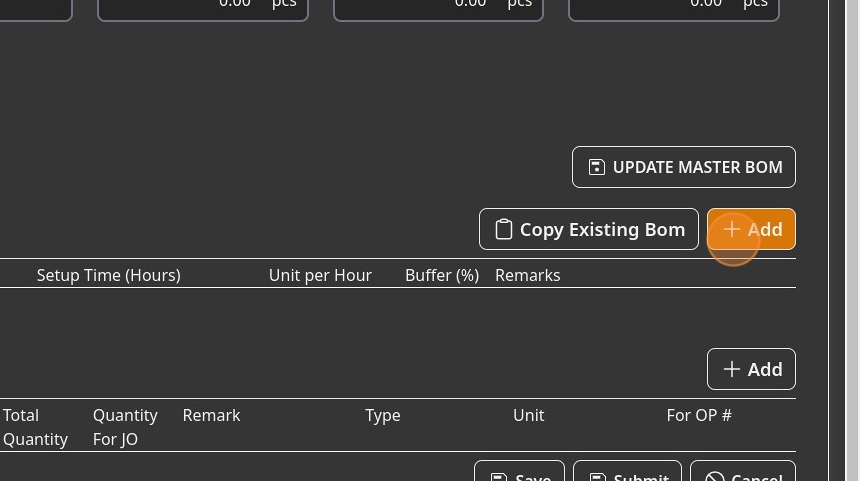 0.00 pcs 0.00 pcs 0.00 pcs
UPDATE MASTER BOM
Copy Existing Bom + Add
Setup Time (Hours) Unit per Hour Buffer (%) Remarks
+ Add
Total Quantity Remark Type Unit For OP #
Quantity For JO
Save Submit Cancel